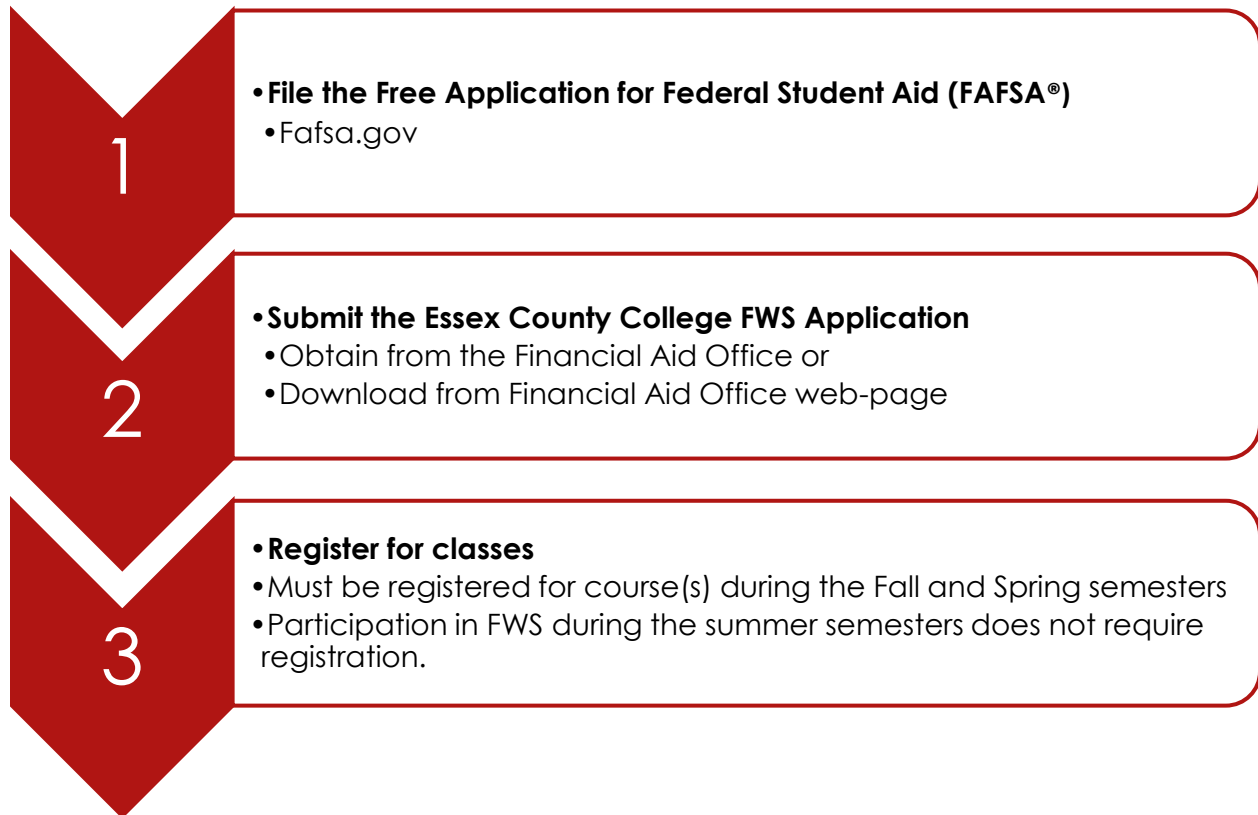 1
•File the Free Application for Federal Student Aid (FAFSA®)
•Fafsa.gov
2
•Submit the Essex County College FWS Application
•Obtain from the Financial Aid Office or
•Download from Financial Aid Office web-page
3
•Register for classes
•Must be registered for course(s) during the Fall and Spring semesters
•Participation in FWS during the summer semesters does not require
registration.